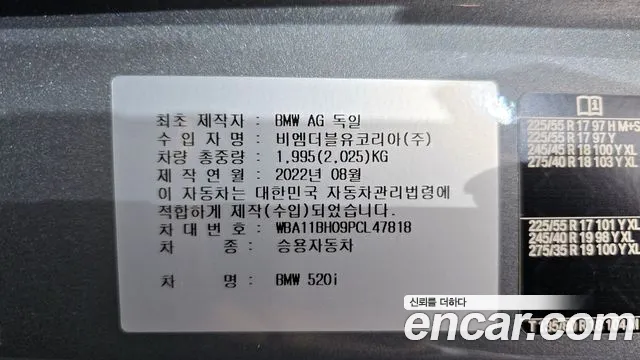 최초 제작자 : BMW AG 독일
수 입 자 명 : 비엠더블유코리아(주)
차량 총중량 : 1,995(2,025)KG
제 작 연 월 : 2022년 08월
이 자동차는 대한민국 자동차관리법령에
적합하게 제작(수입)되었습니다.
차 대 번 호 : WBA11BH09PCL47818
차 종 : 승용자동차
차 명 : BMW 520i
225/55 R 17 97 H M+S
225/55 R 17 97 Y
245/45 R 18 100 Y XL
275/40 R 18 103 Y XL
225/55 R 17 101 Y XL
245/40 R 19 98 Y XL
275/35 R 19 100 Y XL
신뢰를 더하다
encar.com